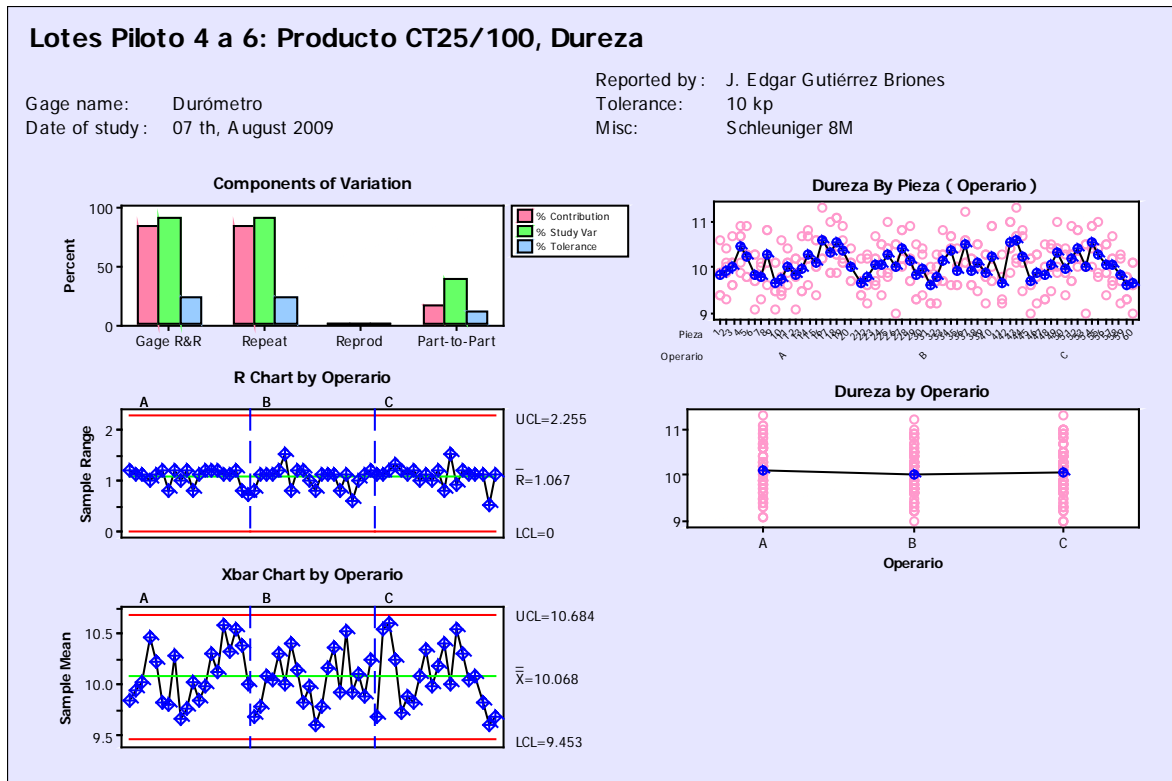 Lotes Piloto 4 a 6: Producto CT25/100, Dureza
Reported by: J. Edgar Gutiérrez Briones
Gage name: Durómetro
Tolerance: 10 kp
Date of study: 07 th, August 2009
Misc: Schleuniger 8M
Components of Variation
100
50
0
Percent
% Contribution
% Study Var
% Tolerance
Gage R&R Repeat Reprod Part-to-Part
Dureza By Pieza ( Operario )
11
10
9
Pieza
Operario A B C
R Chart by Operario
A B C
2
1
0
Sample Range
UCL=2.255
R=1.067
LCL=0
Dureza by Operario
11
10
9
A B C
Operario
Xbar Chart by Operario
A B C
10.5
10.0
9.5
Sample Mean
UCL=10.684
X=10.068
LCL=9.453